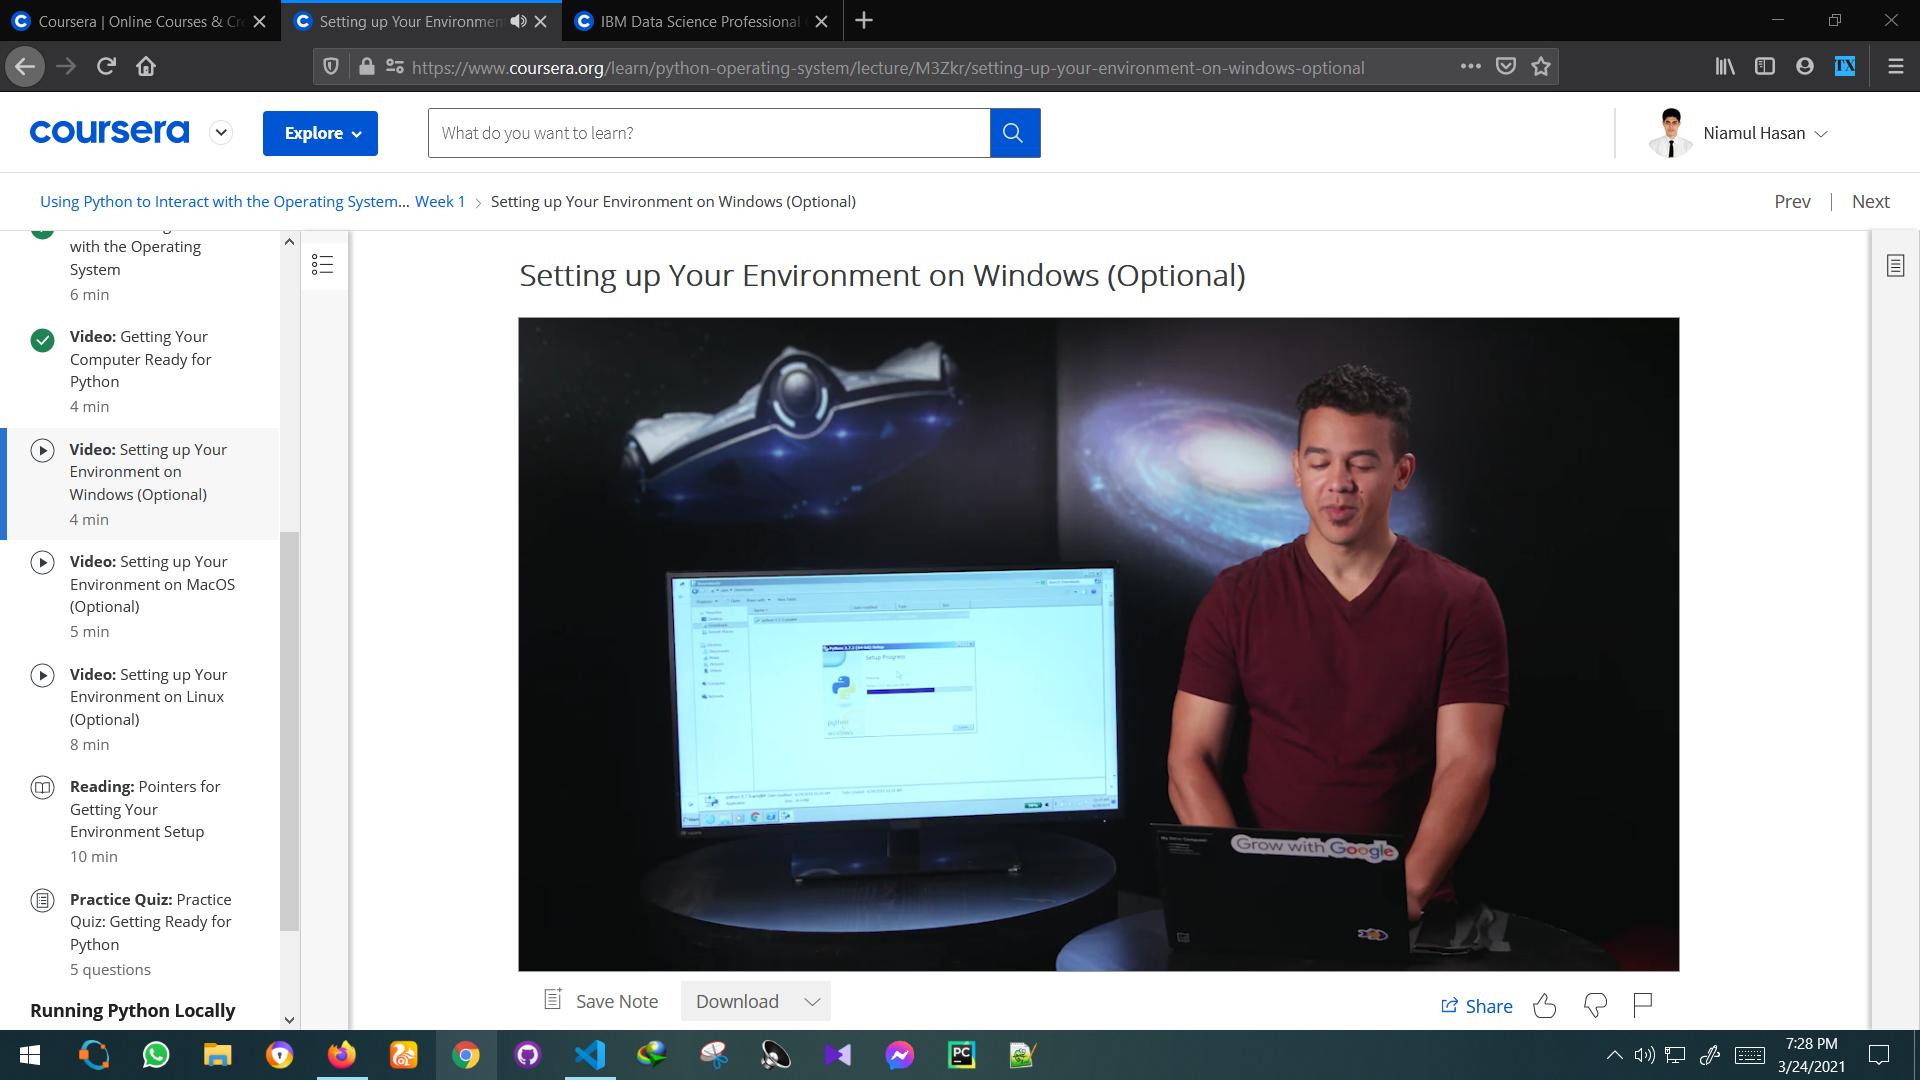 Coursera | Online Courses & Cr
Setting up Your Environmen
IBM Data Science Professional
https://www.coursera.org/learn/python-operating-system/lecture/M3Zkr/setting-up-your-environment-on-windows-optional
TX
coursera
Explore
What do you want to learn?
Niamul Hasan
Using Python to Interact with the Operating System... Week 1 > Setting up Your Environment on Windows (Optional)
Prev | Next
with the Operating
System
6 min
Video: Getting Your
Computer Ready for
Python
4 min
Video: Setting up Your
Environment on
Windows (Optional)
4 min
Video: Setting up Your
Environment on MacOS
(Optional)
5 min
Video: Setting up Your
Environment on Linux
(Optional)
8 min
Reading: Pointers for
Getting Your
Environment Setup
10 min
Practice Quiz: Practice
Quiz: Getting Ready for
Python
5 questions
Running Python Locally
Setting up Your Environment on Windows (Optional)
Setup Progress
python
windows
Grow with Google
Save Note
Download
Share
PC
7:28 PM
3/24/2021